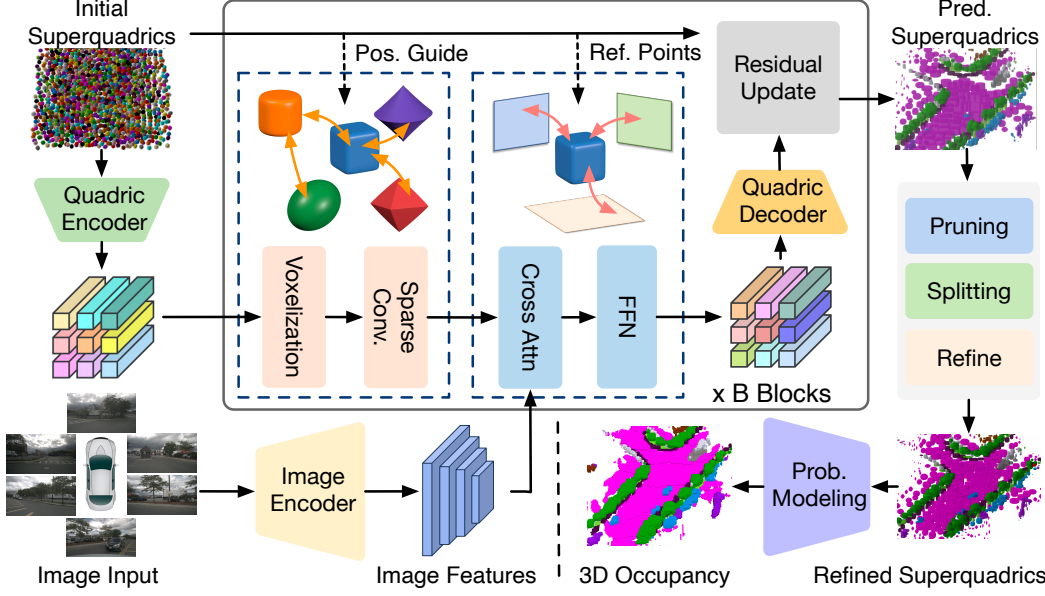 Initial
Superquadrics
Pos. Guide
Ref. Points
Residual
Update
Pred.
Superquadrics
Quadric
Encoder
Quadric
Decoder
Pruning
Splitting
Refine
Voxelization
Sparse
Conv.
Cross Attn
FFN
x B Blocks
Image
Encoder
Prob.
Modeling
Image Input
Image Features
3D Occupancy
Refined Superquadrics